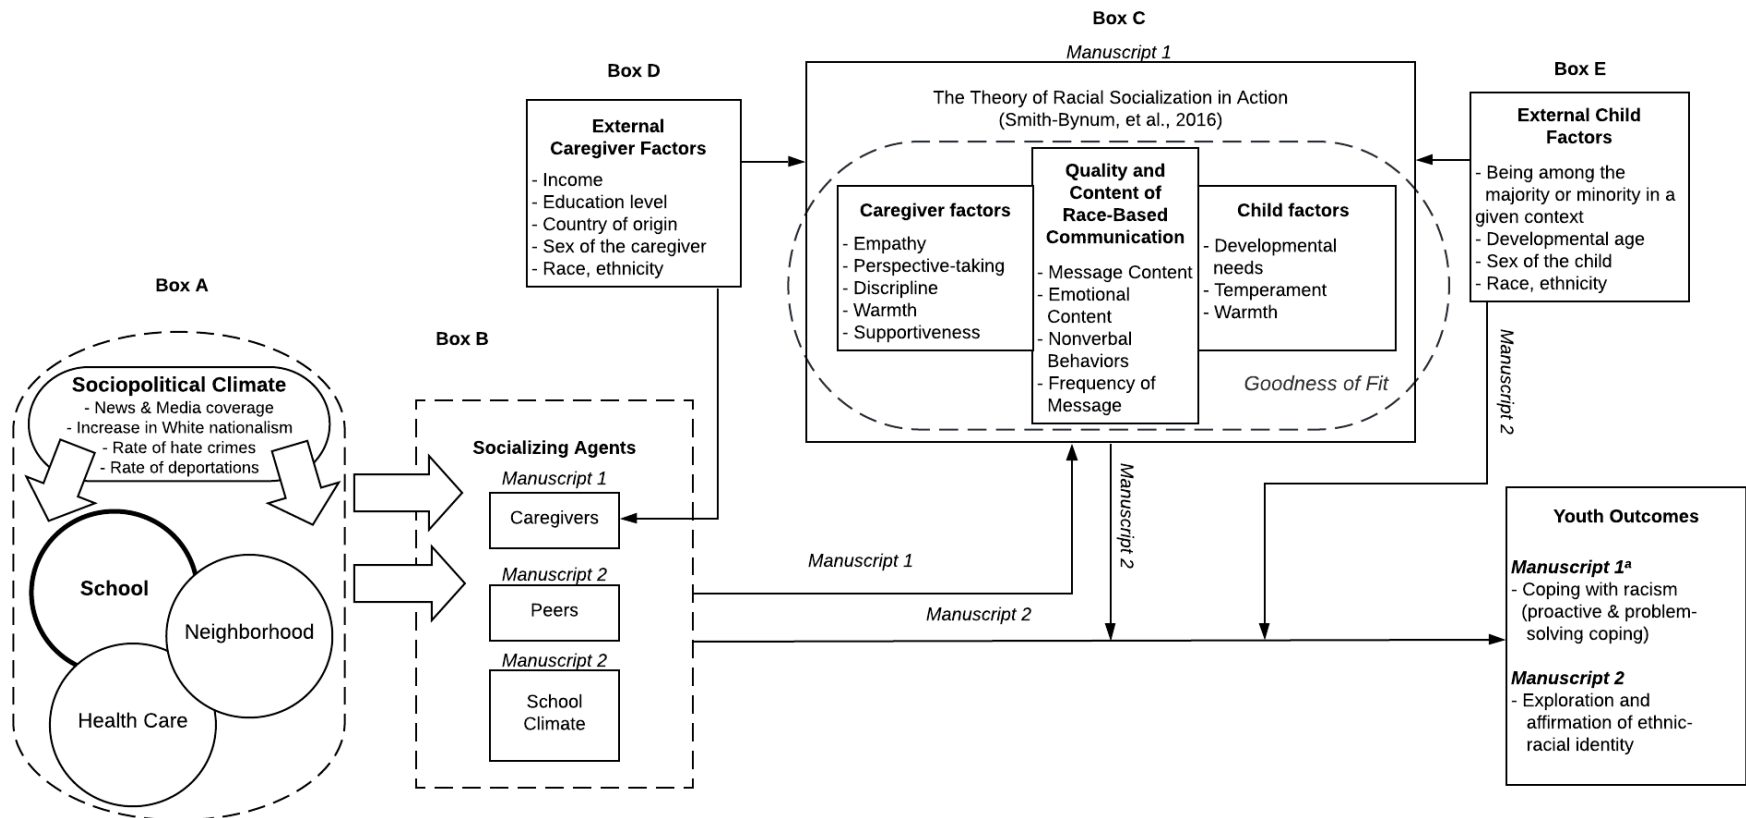 Box A
Sociopolitical Climate
- News & Media coverage
- Increase in White nationalism
- Rate of hate crimes
- Rate of deportations
School
Neighborhood
Health Care
Box B
Socializing Agents
Manuscript 1
Caregivers
Manuscript 2
Peers
Manuscript 2
School
Climate
Box D
External
Caregiver Factors
- Income
- Education level
- Country of origin
- Sex of the caregiver
- Race, ethnicity
Box C
Manuscript 1
The Theory of Racial Socialization in Action
(Smith-Bynum, et al., 2016)
Caregiver factors
- Empathy
- Perspective-taking
- Discipline
- Warmth
- Supportiveness
Quality and
Content of
Race-Based
Communication
- Message Content
- Emotional
Content
- Nonverbal
Behaviors
- Frequency of
Message
Child factors
- Developmental
needs
- Temperament
- Warmth
Goodness of Fit
Box E
External Child
Factors
- Being among the
majority or minority in a
given context
- Developmental age
- Sex of the child
- Race, ethnicity
Manuscript 2
Manuscript 2
Manuscript 1
Manuscript 2
Youth Outcomes
Manuscript 1ª
- Coping with racism
(proactive & problem-
solving coping)
Manuscript 2
- Exploration and
affirmation of ethnic-
racial identity